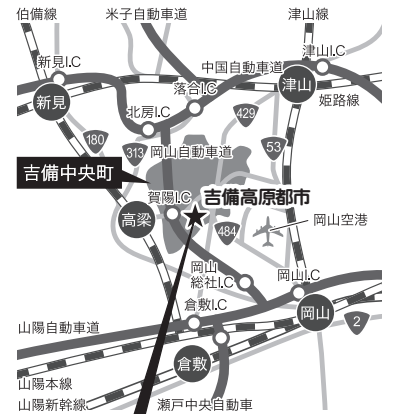 伯備線
米子自動車道
津山線
新見I.C
津山I.C
中国自動車道
落合I.C
新見
津山
姫路線
北房I.C
429
180
313
岡山自動車道
53
吉備中央町
賀陽I.C
吉備高原都市
高梁
484
岡山空港
岡山
総社I.C
岡山I.C
倉敷I.C
岡山
山陽自動車道
2
倉敷
山陽本線
山陽新幹線
瀬戸中央自動車